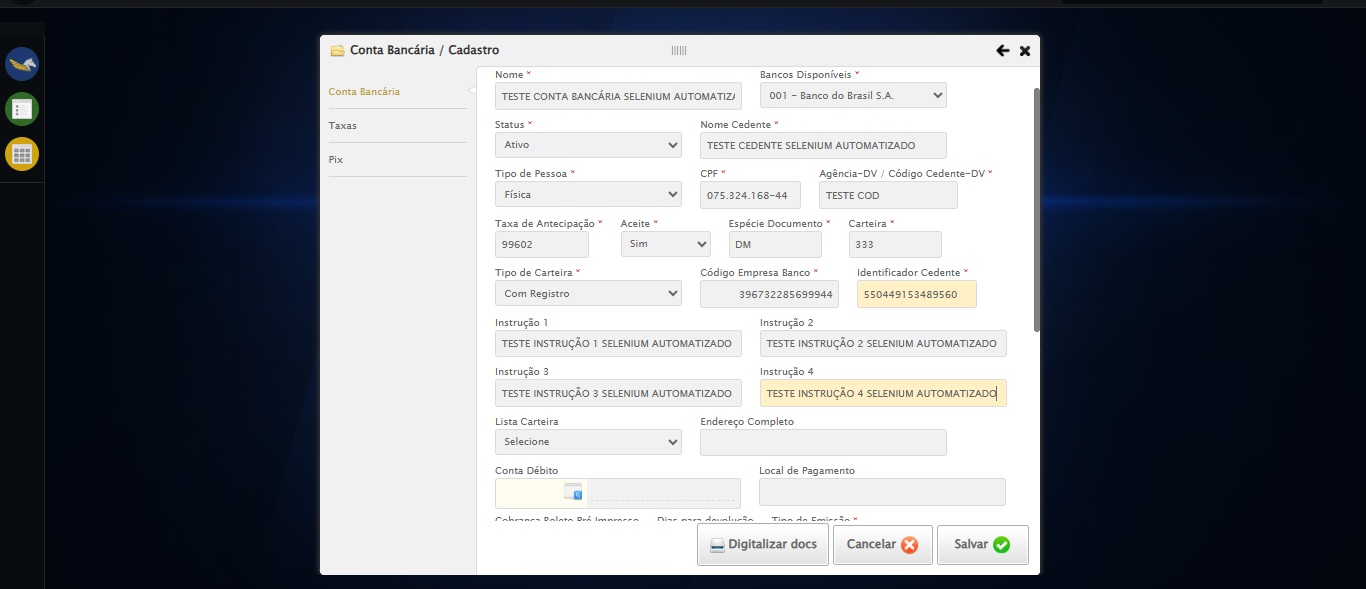 Conta Bancária / Cadastro
Conta Bancária
Taxas
Pix
Nome * Bancos Disponíveis *
TESTE CONTA BANCÁRIA SELENIUM AUTOMATIZA 001 - Banco do Brasil S.A.
Status * Nome Cedente *
Ativo TESTE CEDENTE SELENIUM AUTOMATIZADO
Tipo de Pessoa * CPF * Agência-DV / Código Cedente-DV *
Física 075.324.168-44 TESTE COD
Taxa de Antecipação * Aceite * Espécie Documento * Carteira *
99602 Sim DM 333
Tipo de Carteira * Código Empresa Banco * Identificador Cedente *
Com Registro 396732285699944 550449153489560
Instrução 1 Instrução 2
TESTE INSTRUÇÃO 1 SELENIUM AUTOMATIZADO TESTE INSTRUÇÃO 2 SELENIUM AUTOMATIZADO
Instrução 3 Instrução 4
TESTE INSTRUÇÃO 3 SELENIUM AUTOMATIZADO TESTE INSTRUÇÃO 4 SELENIUM AUTOMATIZADO
Lista Carteira Endereço Completo
Selecione
Conta Débito Local de Pagamento
Cobrança Boleto Pré Impresso Dias para devolução Tipo de Emissão *
Digitalizar docs Cancelar Salvar